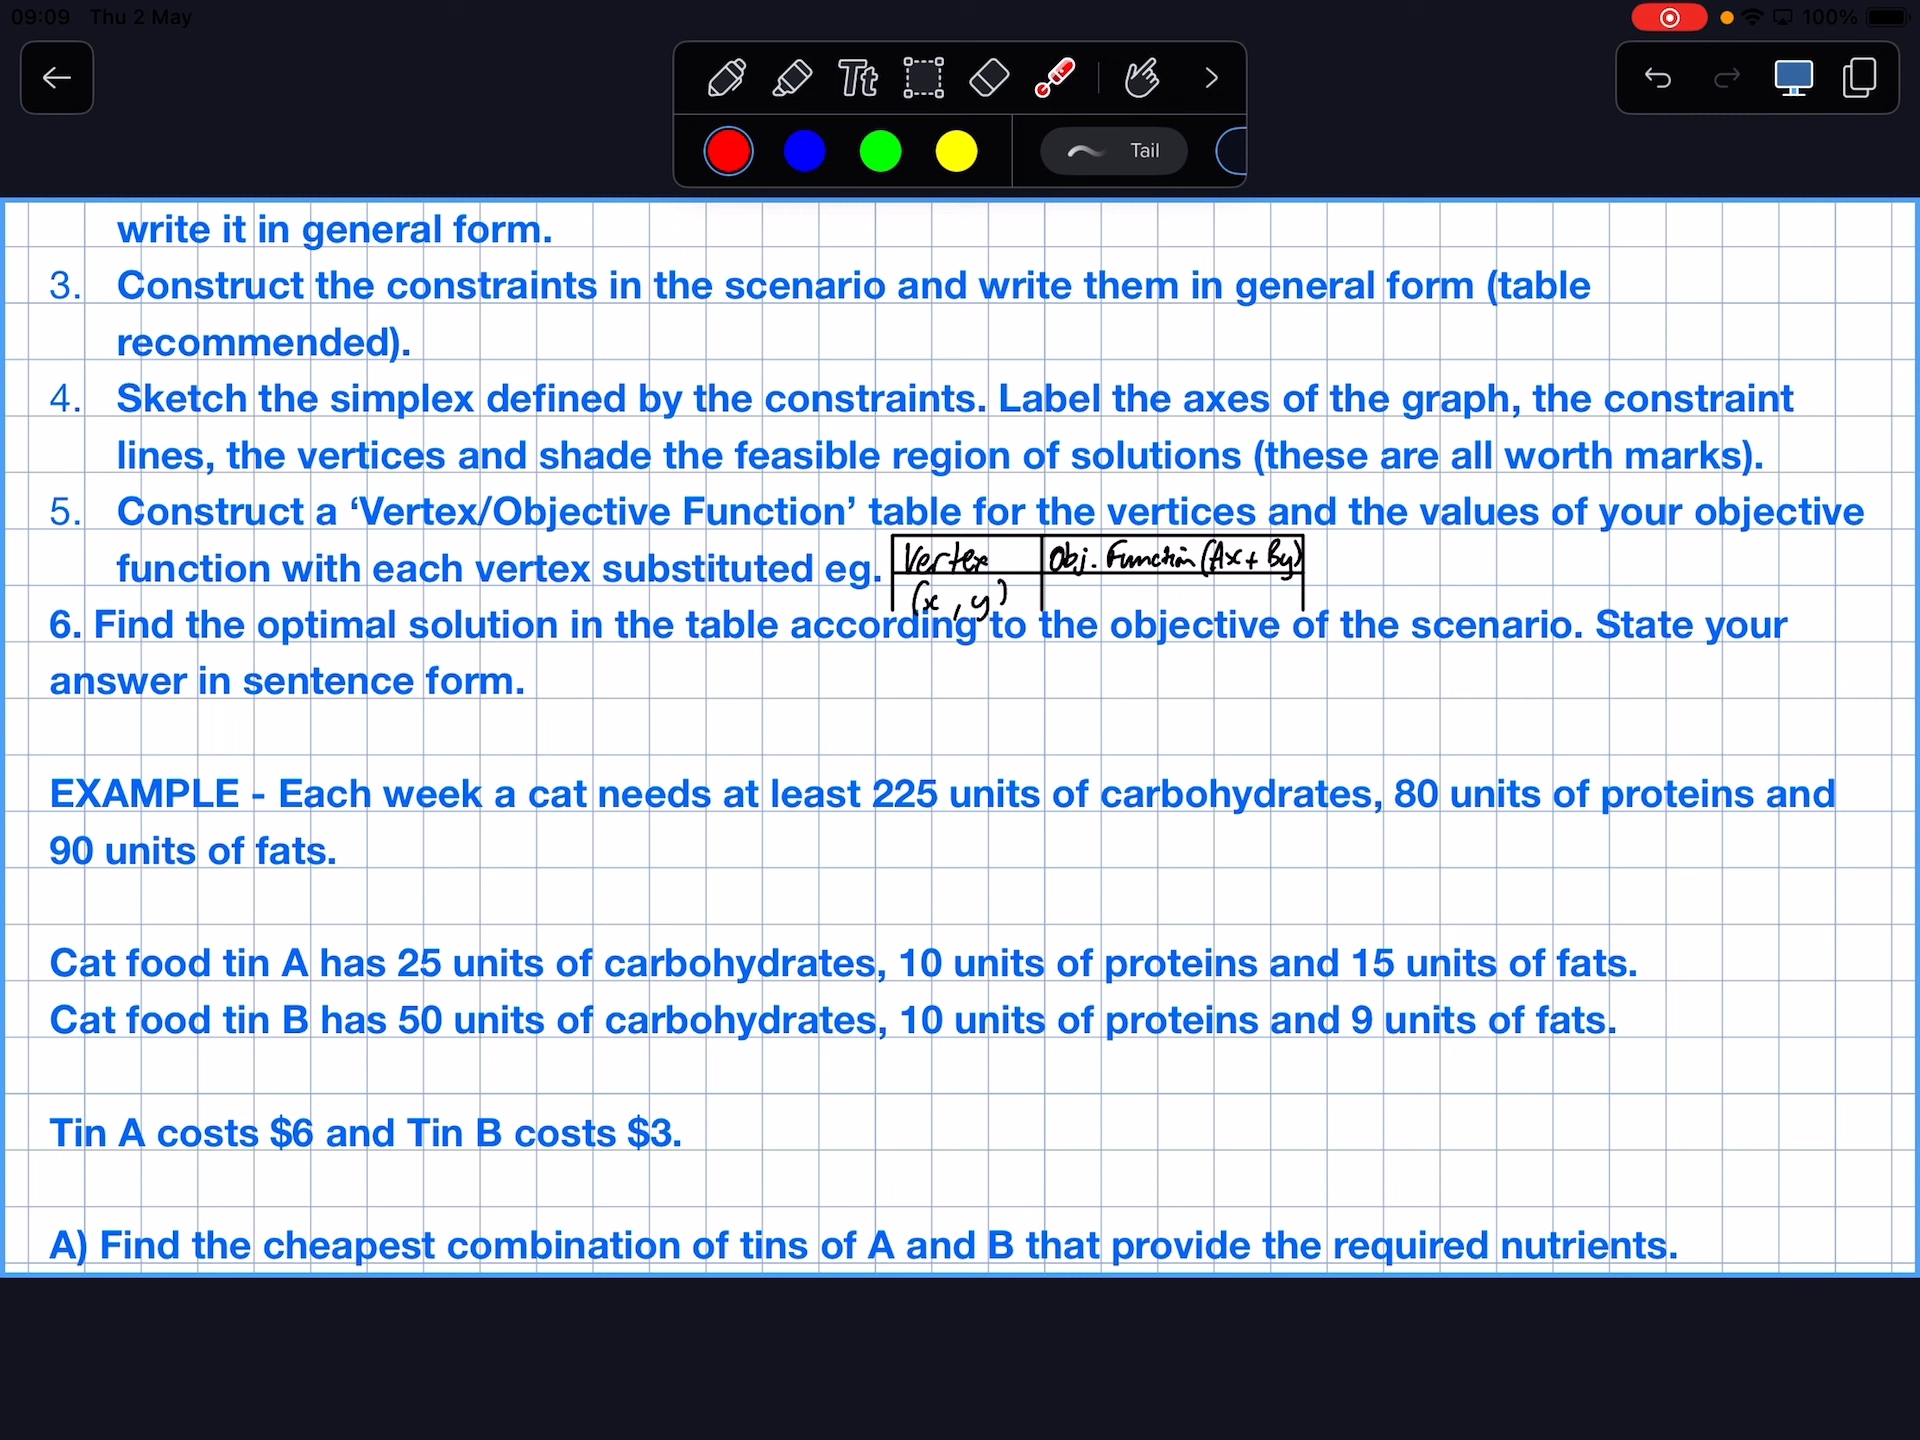 09:09 Thu 2 May
100%
Tt
Tail
write it in general form.
3. Construct the constraints in the scenario and write them in general form (table
recommended).
4. Sketch the simplex defined by the constraints. Label the axes of the graph, the constraint
lines, the vertices and shade the feasible region of solutions (these are all worth marks).
5. Construct a ‘Vertex/Objective Function’ table for the vertices and the values of your objective
function with each vertex substituted eg.
Vertex Obj. Function (Ax + By)
(x, y)
6. Find the optimal solution in the table according to the objective of the scenario. State your
answer in sentence form.
EXAMPLE - Each week a cat needs at least 225 units of carbohydrates, 80 units of proteins and
90 units of fats.
Cat food tin A has 25 units of carbohydrates, 10 units of proteins and 15 units of fats.
Cat food tin B has 50 units of carbohydrates, 10 units of proteins and 9 units of fats.
Tin A costs $6 and Tin B costs $3.
A) Find the cheapest combination of tins of A and B that provide the required nutrients.